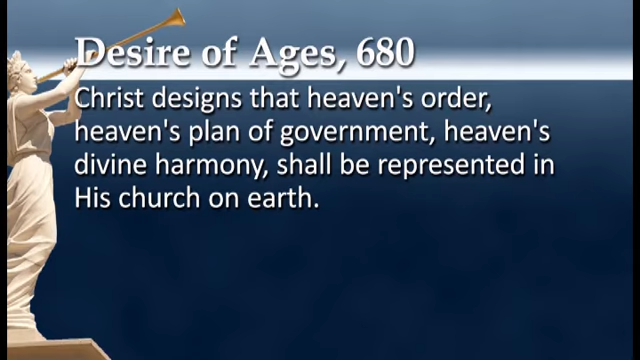 Desire of Ages, 680
Christ designs that heaven's order,
heaven's plan of government, heaven's
divine harmony, shall be represented in
His church on earth.